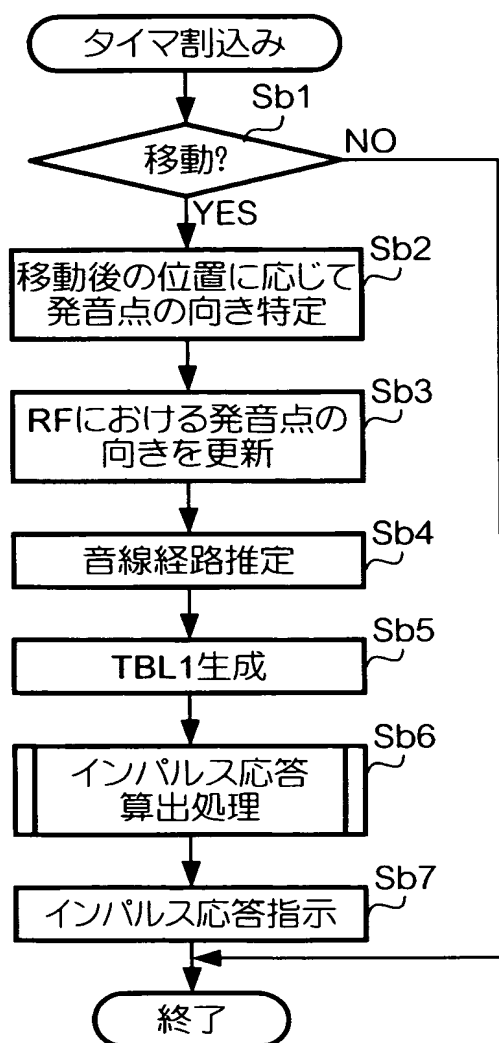 タイマ割込み
Sb1
移動?
NO
YES
Sb2
移動後の位置に応じて
発音点の向き特定
Sb3
RFにおける発音点の
向きを更新
Sb4
音線経路推定
Sb5
TBL1生成
Sb6
インパルス応答
算出処理
Sb7
インパルス応答指示
終了